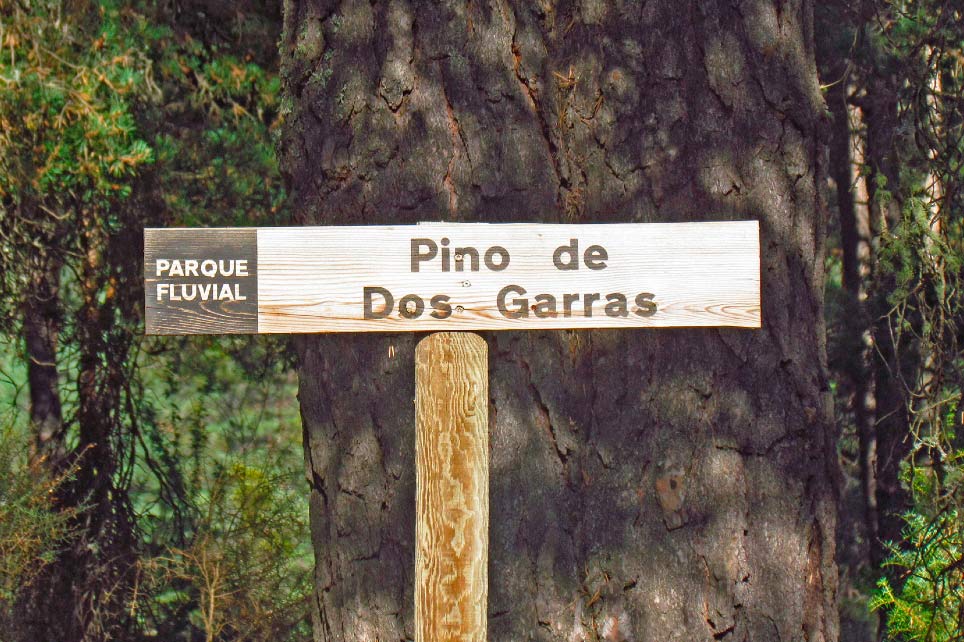 PARQUE
FLUVIAL
Pino de
Dos Garras